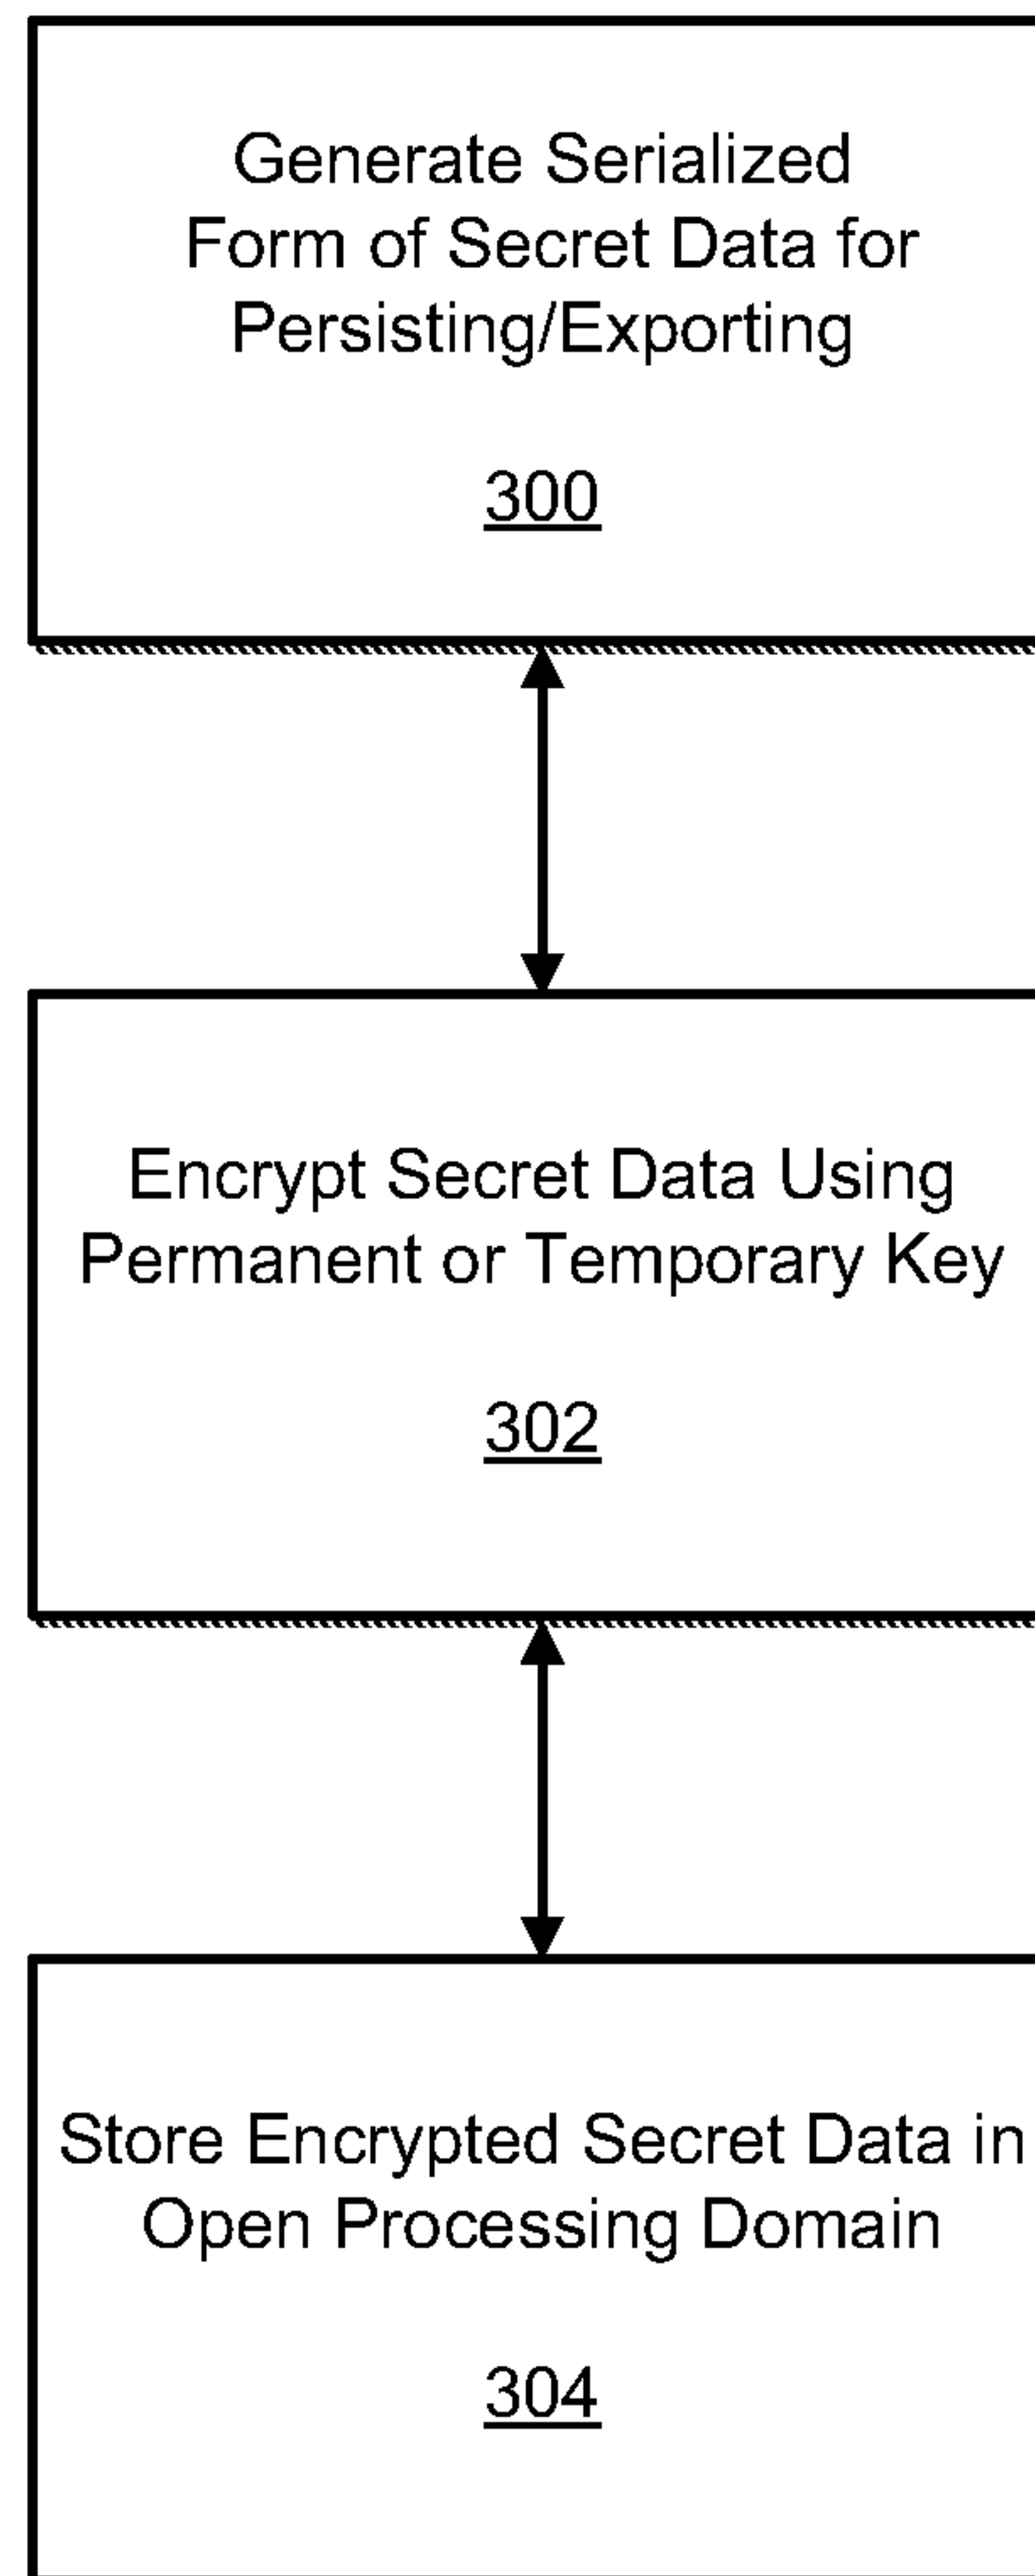 Generate Serialized
Form of Secret Data for
Persisting/Exporting
300
Encrypt Secret Data Using
Permanent or Temporary Key
302
Store Encrypted Secret Data in
Open Processing Domain
304